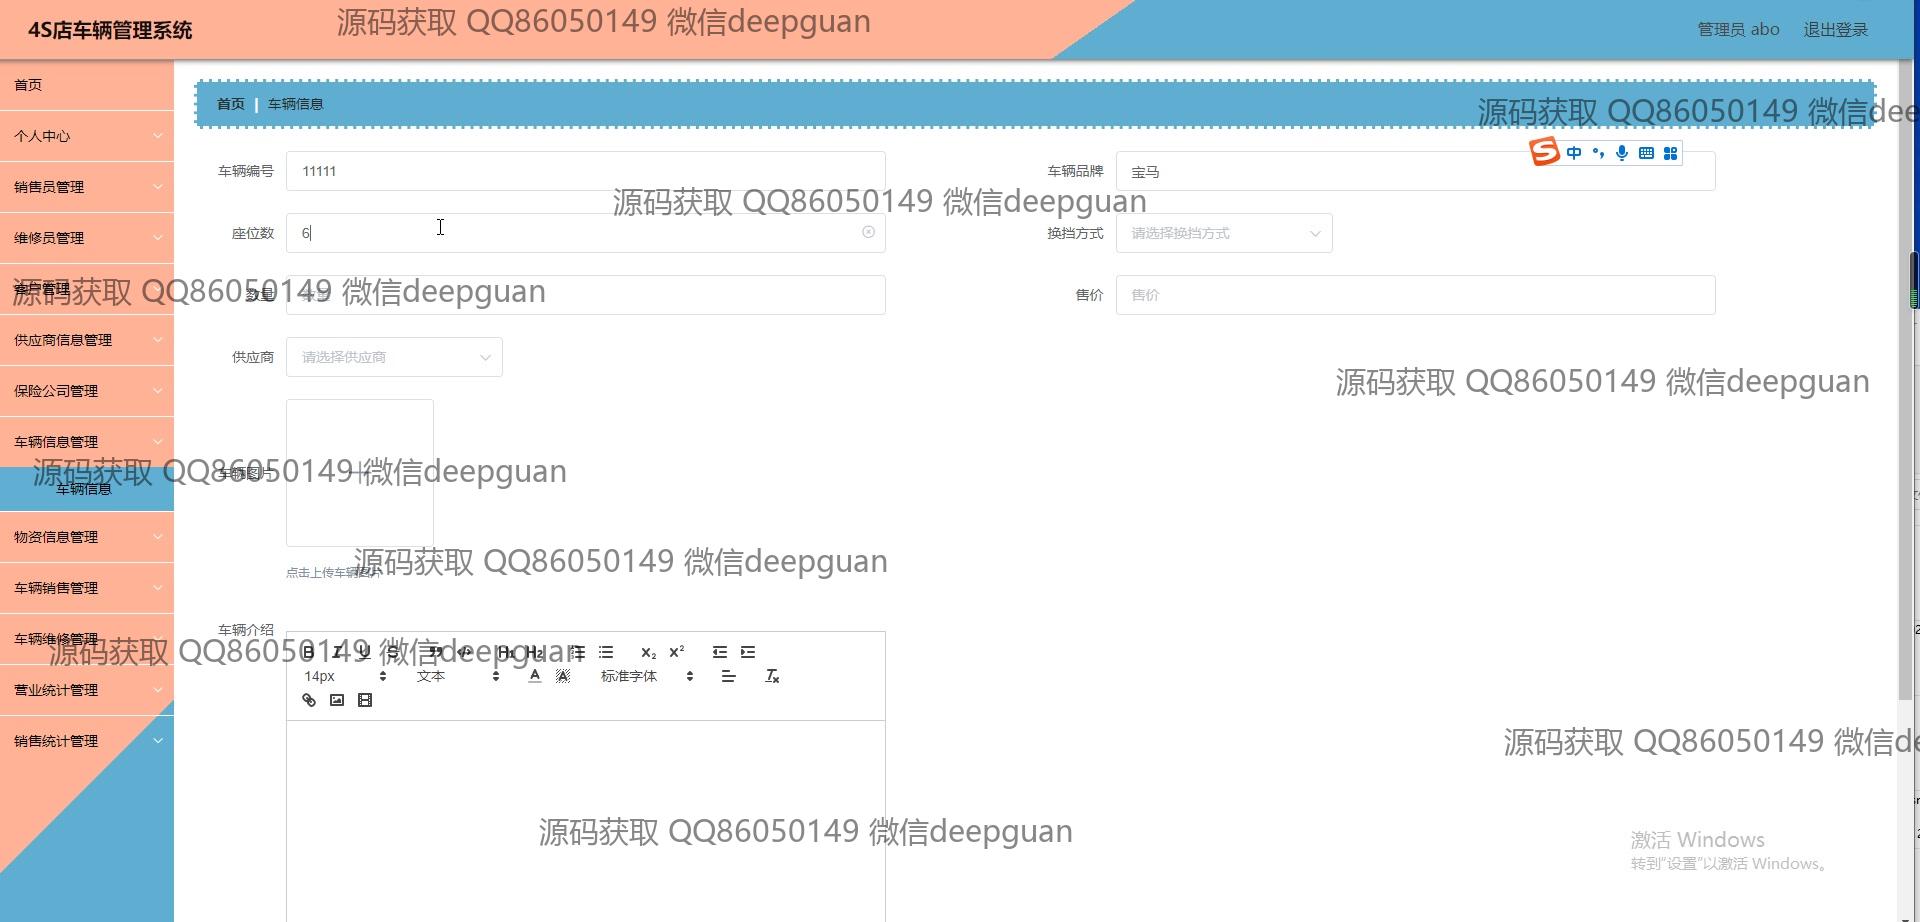 4S店车辆管理系统
源码获取 QQ86050149 微信deepguan
管理员 abo
退出登录
首页
个人中心
销售员管理
维修员管理
客户管理
供应商信息管理
保险公司管理
车辆信息管理
车辆信息
物资信息管理
车辆销售管理
车辆维修管理
营业统计管理
销售统计管理
首页 | 车辆信息
源码获取 QQ86050149 微信dee
中
车辆编号 11111
车辆品牌 宝马
源码获取 QQ86050149 微信deepguan
座位数 6
换挡方式 请选择换挡方式
源码获取 QQ86050149 微信deepguan
数量 数量
售价 售价
供应商 请选择供应商
源码获取 QQ86050149 微信deepguan
车辆图片
源码获取 QQ86050149 微信deepguan
源码获取 QQ86050149 微信deepguan
点击上传车辆图片
车辆介绍
源码获取 QQ86050149 微信deepguan
B I U S H1 H2 X2 X2
14px 文本 A A 标准字体 Tx
源码获取 QQ86050149 微信de
源码获取 QQ86050149 微信deepguan
激活 Windows
转到“设置”以激活 Windows。